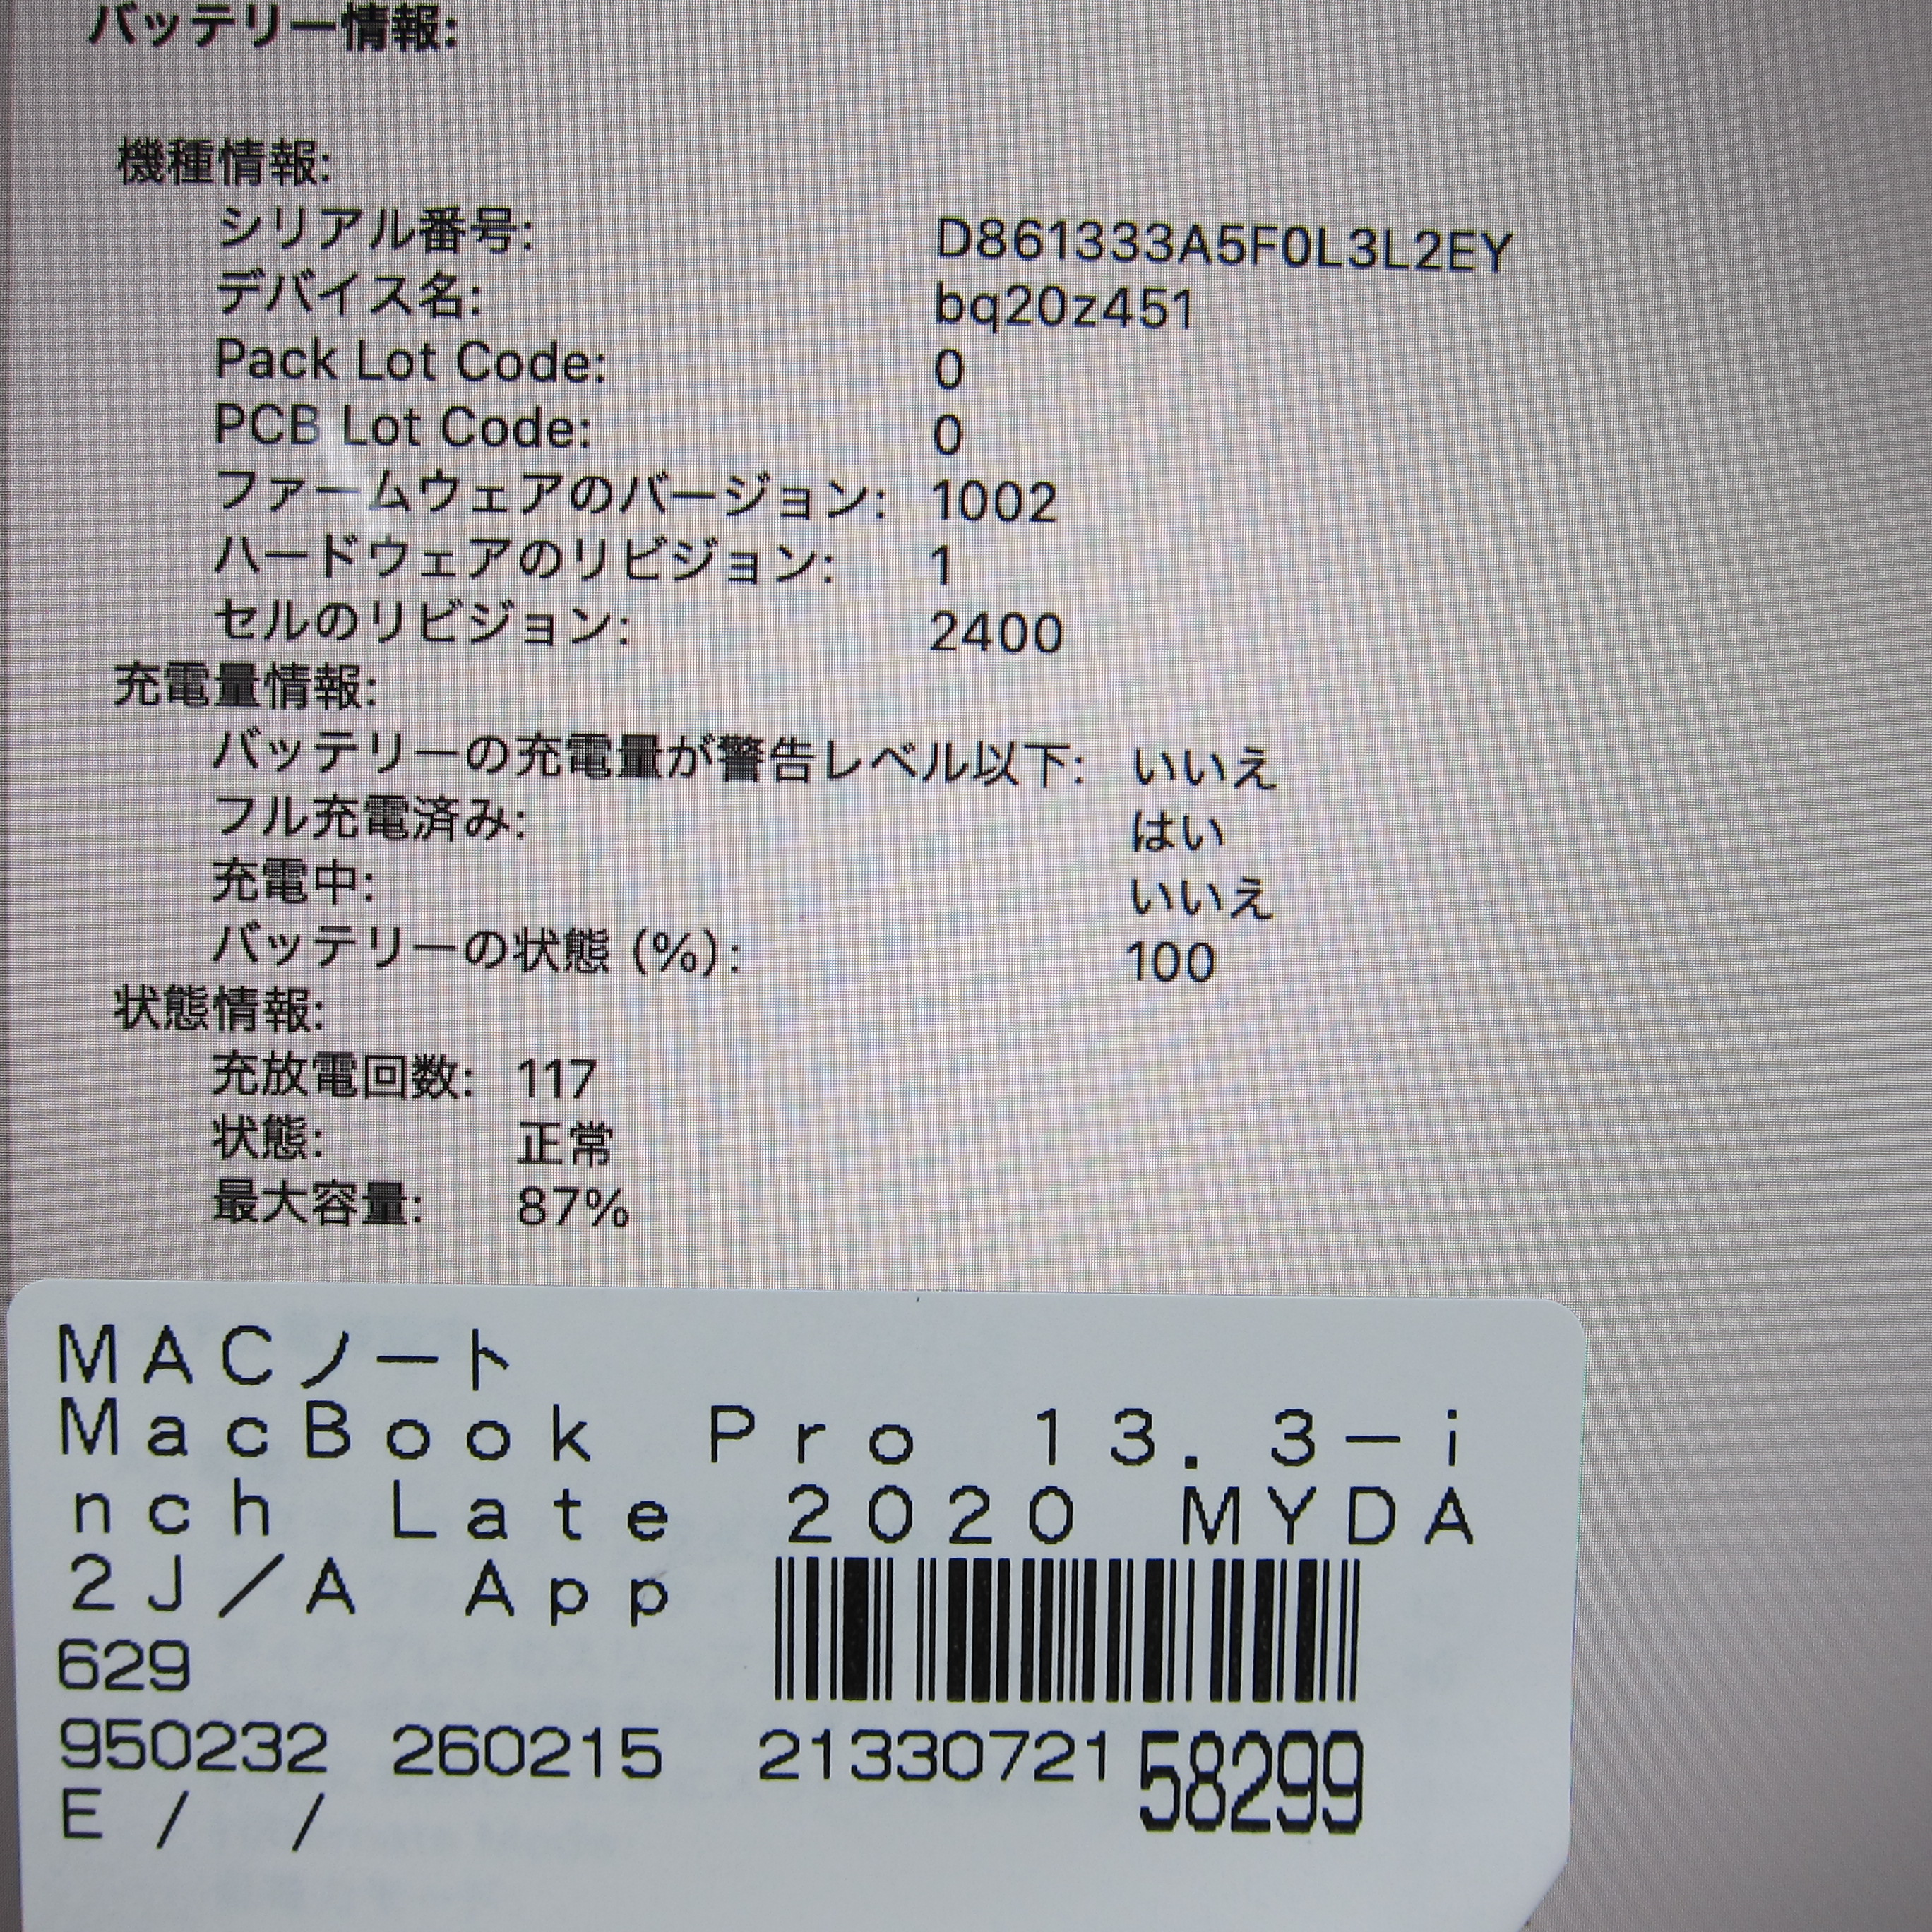 バッテリー情報:
機種情報:
シリアル番号: D861333A5F0L3L2EY
デバイス名: bq20z451
Pack Lot Code: 0
PCB Lot Code: 0
ファームウェアのバージョン: 1002
ハードウェアのリビジョン: 1
セルのリビジョン: 2400
充電量情報:
バッテリーの充電量が警告レベル以下: いいえ
フル充電済み: はい
充電中: いいえ
バッテリーの状態 (%): 100
状態情報:
充放電回数: 117
状態: 正常
最大容量: 87%
MACノート
MacBook Pro 13.3-i
nch Late 2020 MYDA
2J/A App
629
950232 260215 2133072158299
E / /